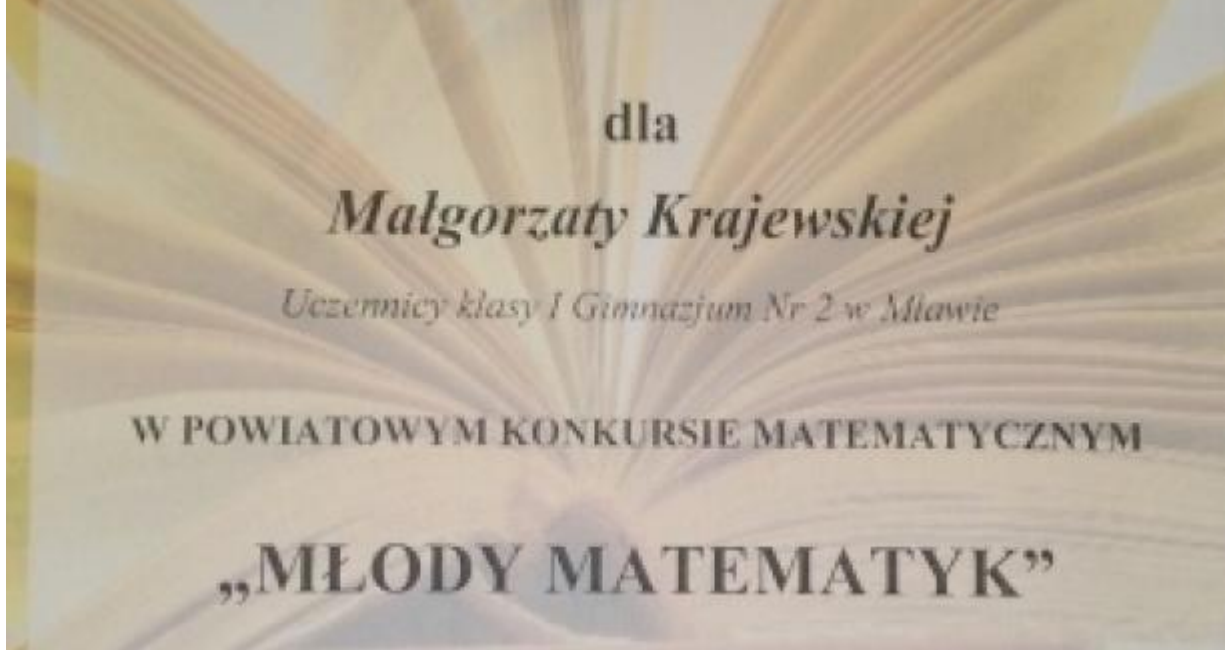 dla
Małgorzaty Krajewskiej
Uczennicy klasy I Gimnazjum Nr 2 w Mławie
W POWIATOWYM KONKURSIE MATEMATYCZNYM
„MŁODY MATEMATYK”